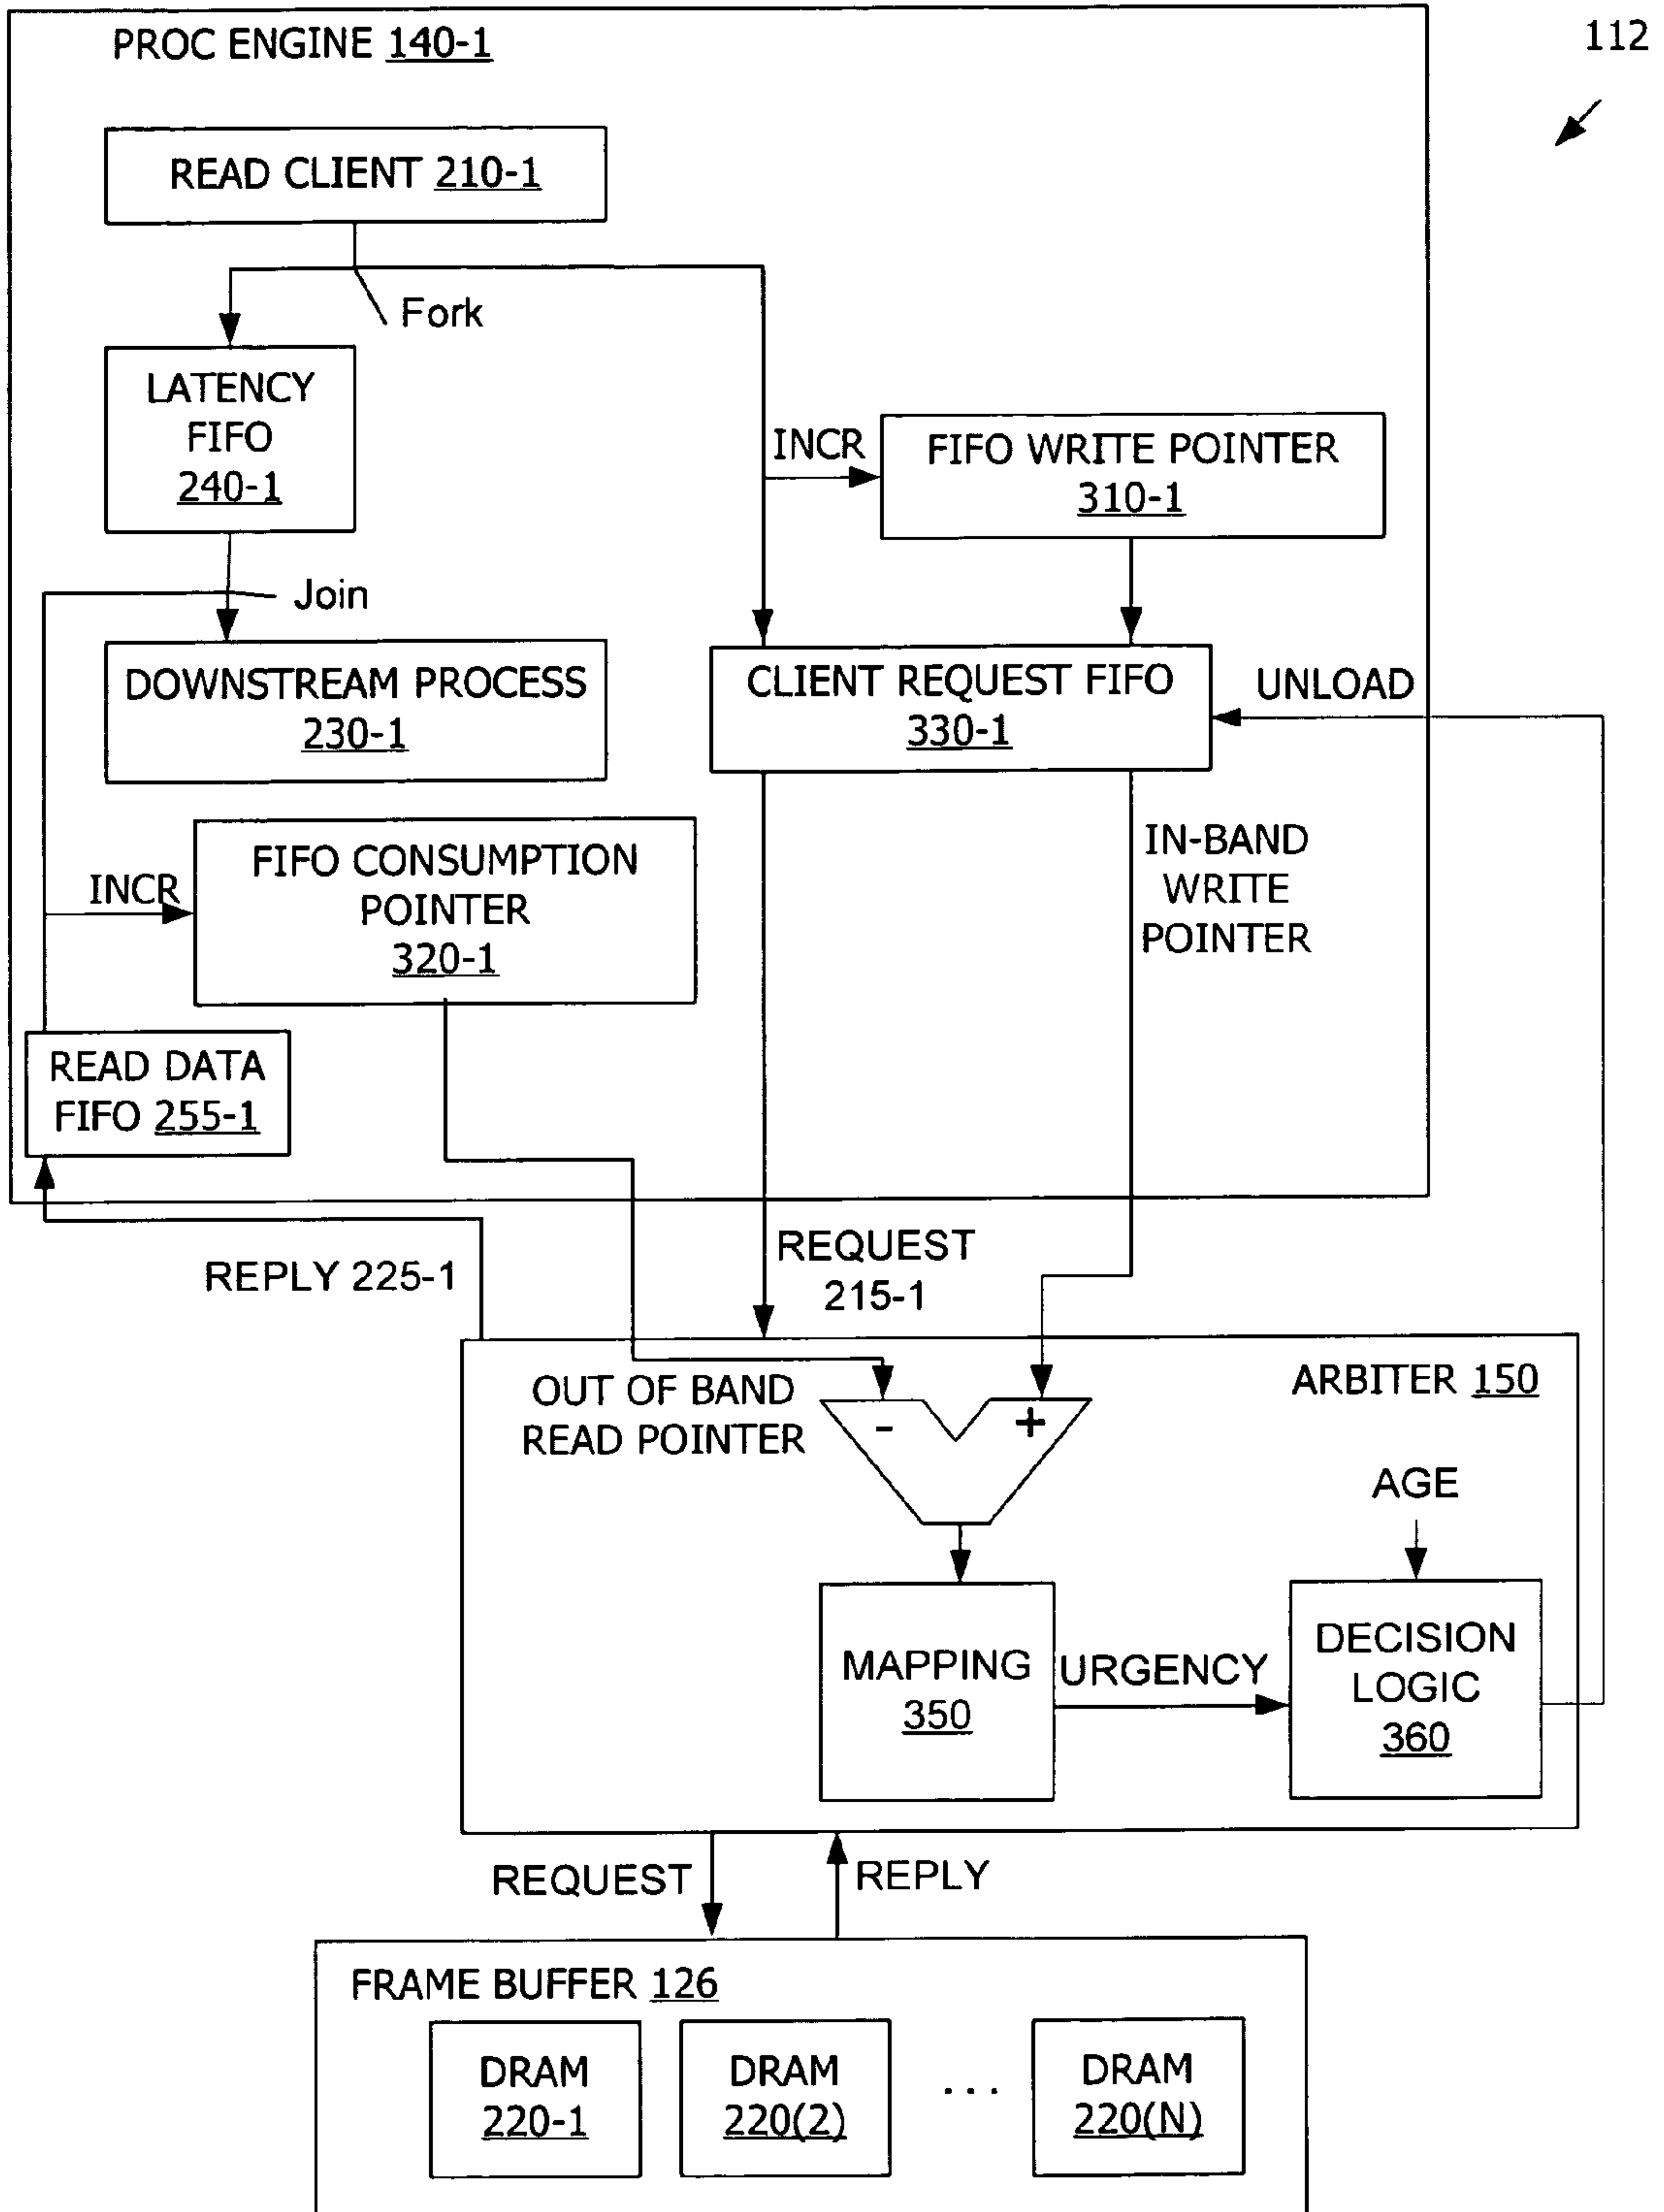 PROC ENGINE 140-1
112
READ CLIENT 210-1
Fork
LATENCY
FIFO
240-1
INCR
FIFO WRITE POINTER
310-1
Join
DOWNSTREAM PROCESS
230-1
CLIENT REQUEST FIFO
330-1
UNLOAD
INCR
FIFO CONSUMPTION
POINTER
320-1
IN-BAND
WRITE
POINTER
READ DATA
FIFO 255-1
REPLY 225-1
REQUEST
215-1
OUT OF BAND
READ POINTER
-
+
ARBITER 150
AGE
MAPPING
350
URGENCY
DECISION
LOGIC
360
REQUEST
REPLY
FRAME BUFFER 126
DRAM
220-1
DRAM
220(2)
...
DRAM
220(N)